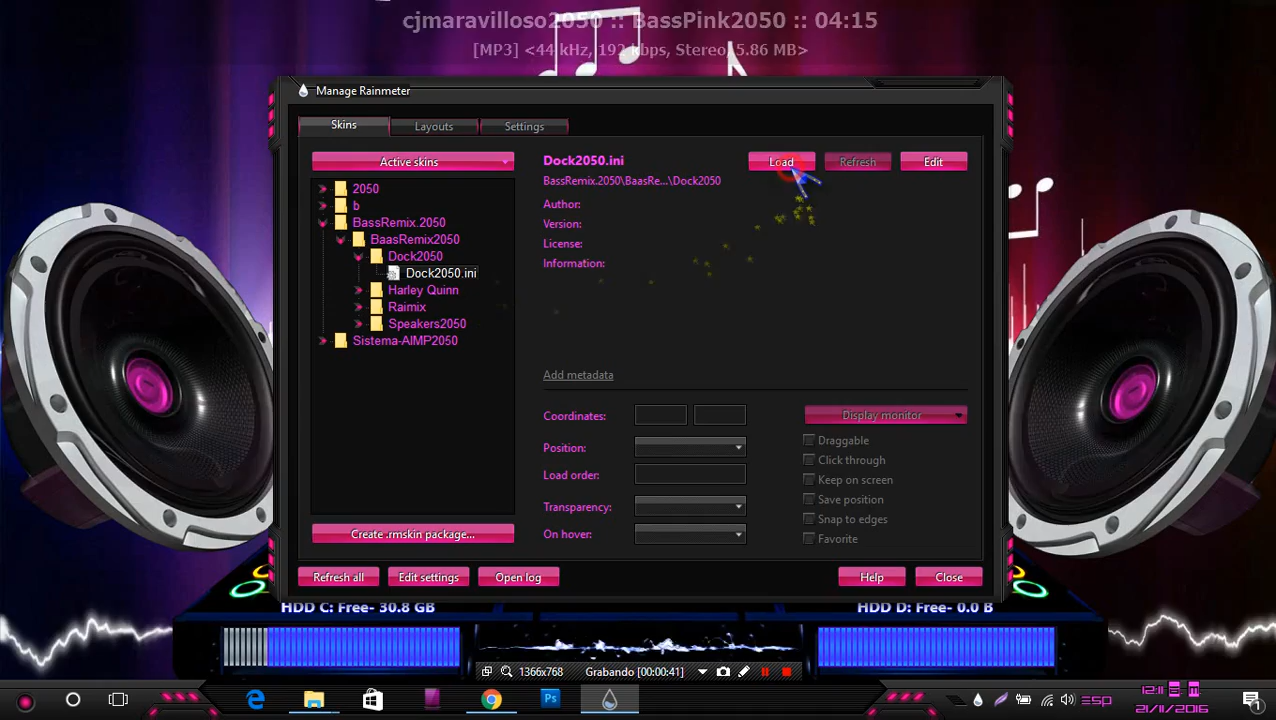 cjmaravilloso2050 :: BassPink2050 :: 04:15
[MP3] <44 kHz, 192 kbps, Stereo, 5.86 MB>
Manage Rainmeter
Skins Layouts Settings
Active skins
2050
b
BassRemix.2050
BaasRemix2050
Dock2050
Dock2050.ini
Harley Quinn
Raimix
Speakers2050
Sistema-AIMP2050
Create .rmskin package...
Dock2050.ini
Load Refresh Edit
BassRemix.2050\BaasRe...\Dock2050
Author:
Version:
License:
Information:
Add metadata
Coordinates:
Position:
Load order:
Transparency:
On hover:
Display monitor
Draggable
Click through
Keep on screen
Save position
Snap to edges
Favorite
Refresh all Edit settings Open log Help Close
HDD C: Free- 30.8 GB HDD D: Free- 0.0 B
1366x768 Grabando [00:00:41]
Ps
ESP
12:11
21/11/2016
1